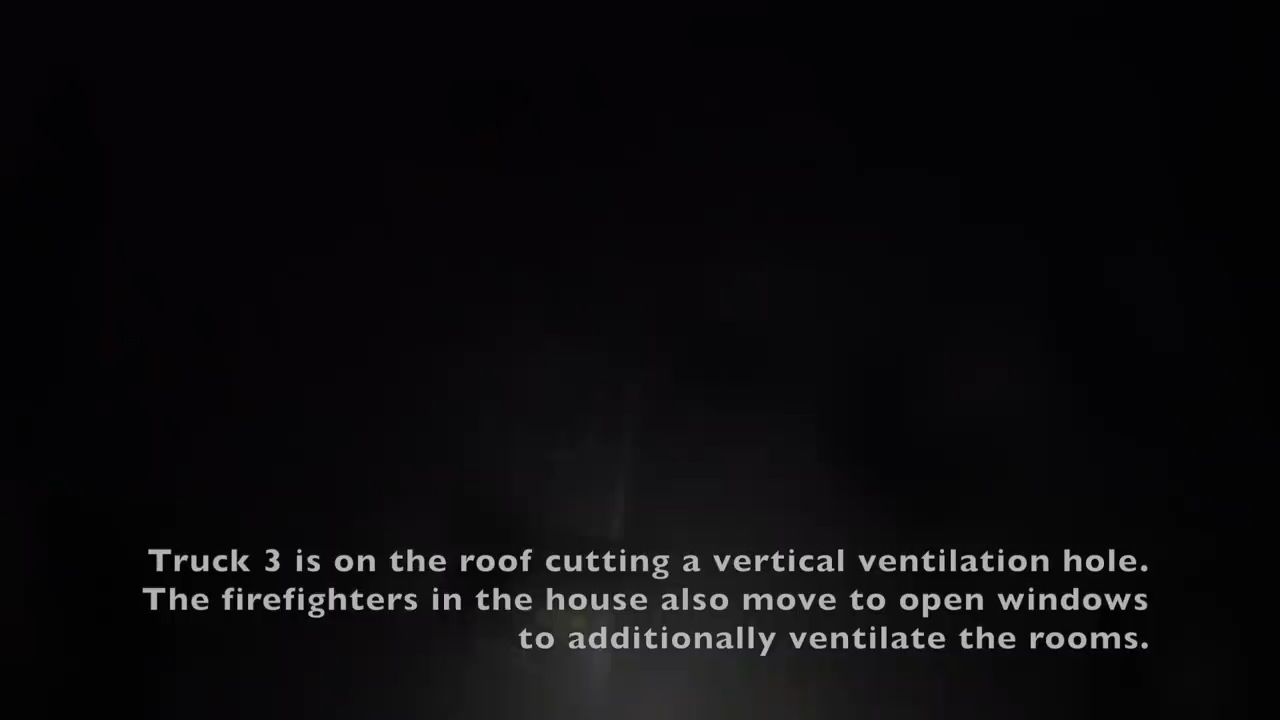 Truck 3 is on the roof cutting a vertical ventilation hole.
The firefighters in the house also move to open windows
to additionally ventilate the rooms.